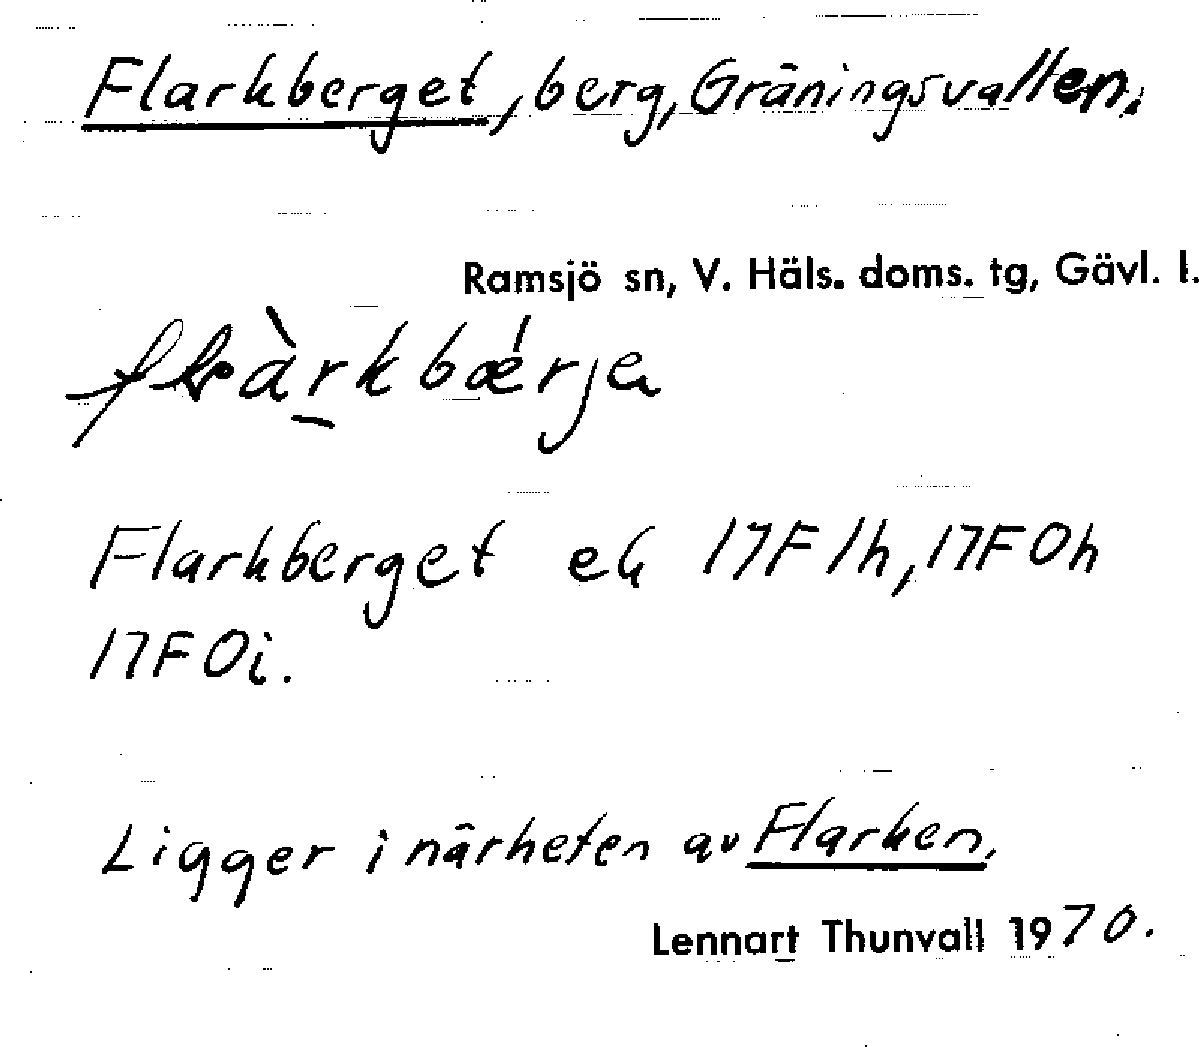 Flarkberget, berg, Gräningsvallen.
Ramsjö sn, V. Häls. doms. tg, Gävl. l.
Flarkberget ek 17F1h, 17F0h
17F0i.
Ligger i närheten av Flarken.
Lennart Thunvall 1970.